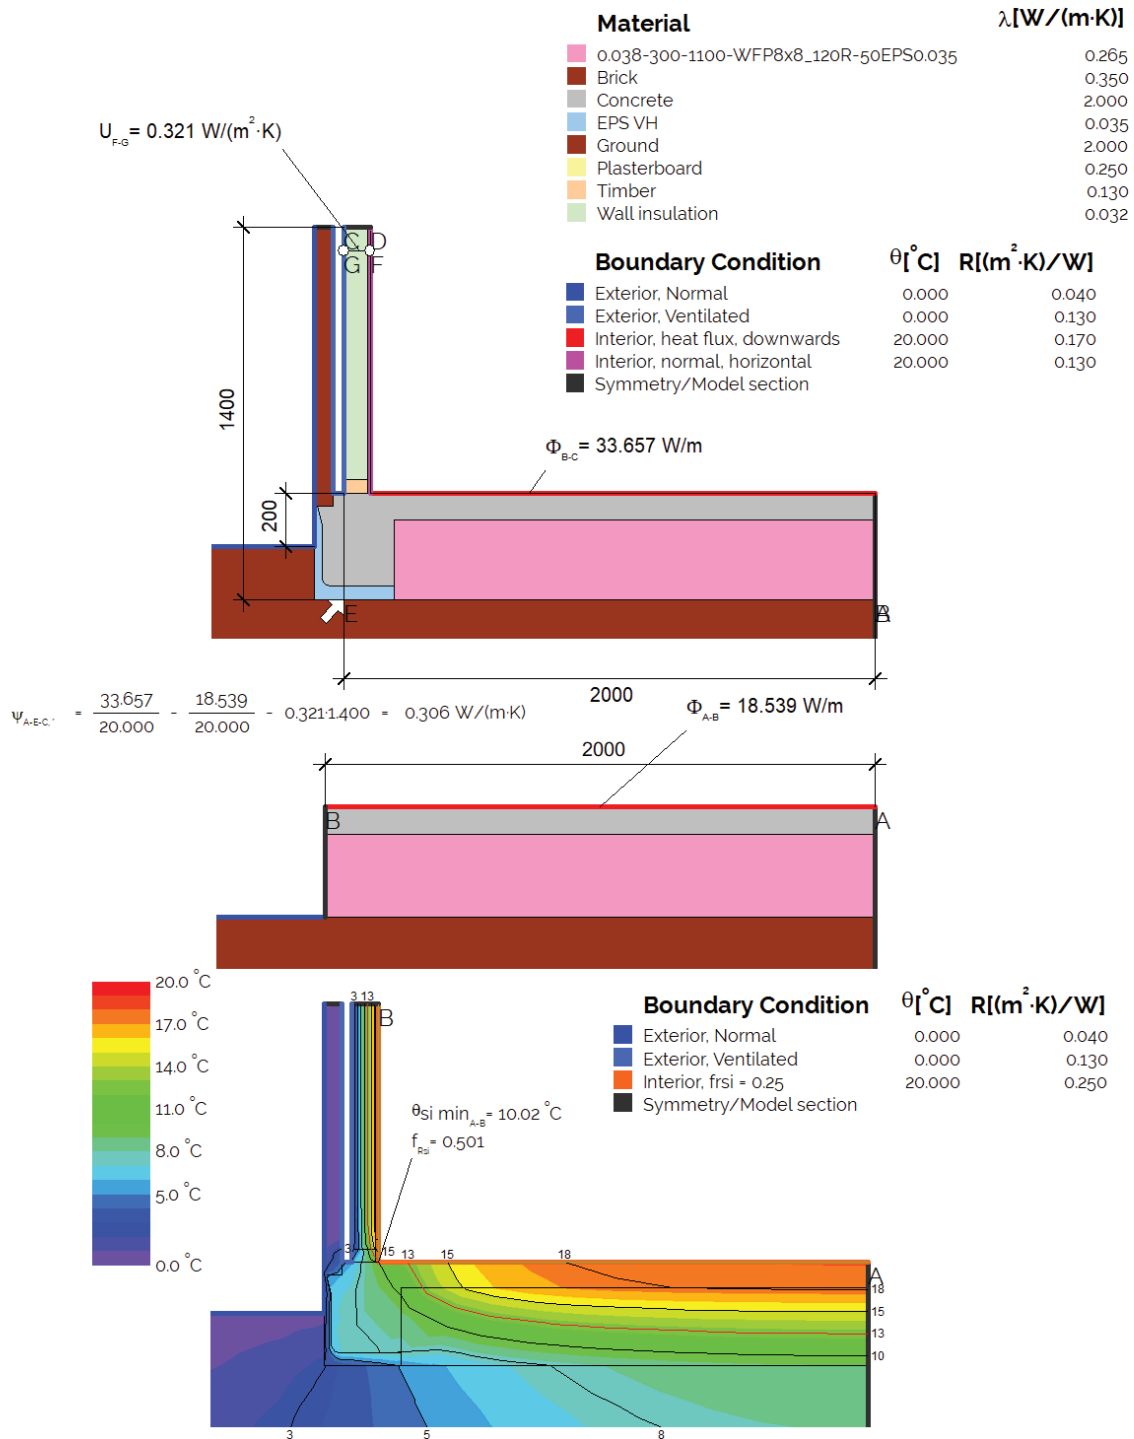 Material λ[W/(m·K)]
0.038-300-1100-WFP8x8_120R-50EPS0.035 0.265
Brick 0.350
Concrete 2.000
EPS VH 0.035
Ground 2.000
Plasterboard 0.250
Timber 0.130
Wall insulation 0.032
U_F-G = 0.321 W/(m²·K)
Boundary Condition θ[°C] R[(m²·K)/W]
Exterior, Normal 0.000 0.040
Exterior, Ventilated 0.000 0.130
Interior, heat flux, downwards 20.000 0.170
Interior, normal, horizontal 20.000 0.130
Symmetry/Model section
C D
G F
1400
200
Φ_B-C = 33.657 W/m
E
A
B
2000
Ψ_A-E-C,* = 33.657/20.000 - 18.539/20.000 - 0.321·1.400 = 0.306 W/(m·K)
Φ_A-B = 18.539 W/m
2000
B A
20.0 °C
17.0 °C
14.0 °C
11.0 °C
8.0 °C
5.0 °C
0.0 °C
3 13
B
Boundary Condition θ[°C] R[(m²·K)/W]
Exterior, Normal 0.000 0.040
Exterior, Ventilated 0.000 0.130
Interior, frsi = 0.25 20.000 0.250
Symmetry/Model section
θsi min_A-B = 10.02 °C
f_Rsi = 0.501
3 15 13 15 18
A
18
15
13
10
3 5 8